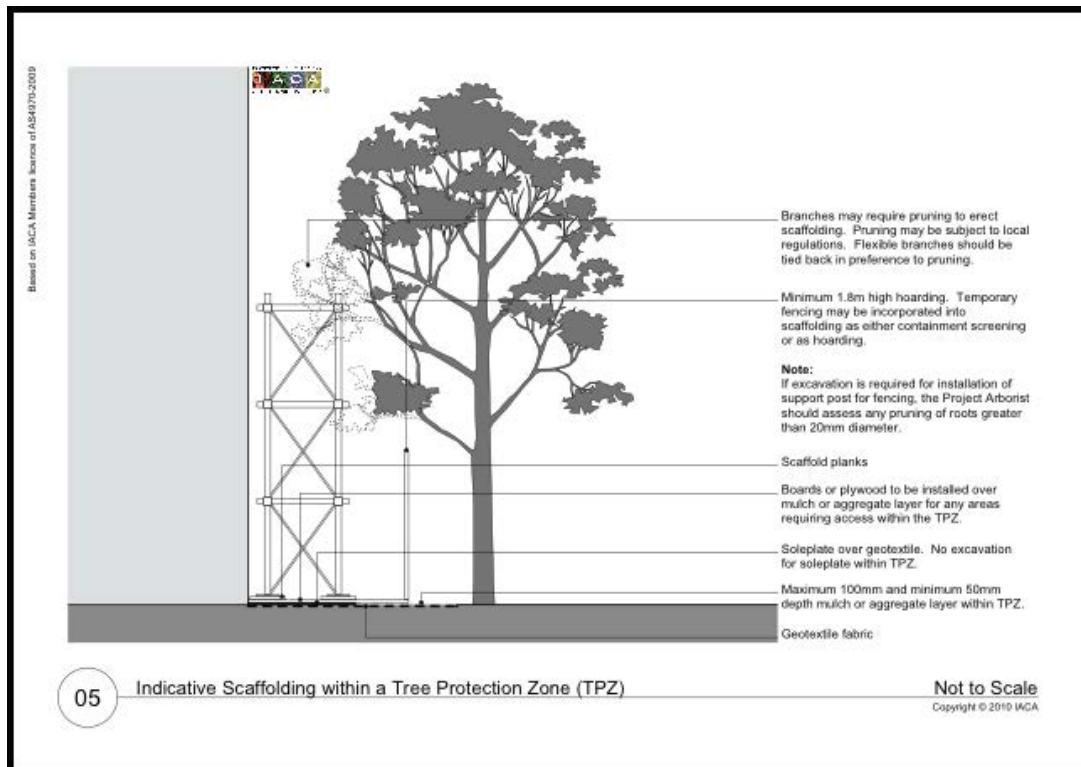 Based on IACA Members licence of AS4970-2009
IACA
Branches may require pruning to erect
scaffolding. Pruning may be subject to local
regulations. Flexible branches should be
tied back in preference to pruning.
Minimum 1.8m high hoarding. Temporary
fencing may be incorporated into
scaffolding as either containment screening
or as hoarding.
Note:
If excavation is required for installation of
support post for fencing, the Project Arborist
should assess any pruning of roots greater
than 20mm diameter.
Scaffold planks
Boards or plywood to be installed over
mulch or aggregate layer for any areas
requiring access within the TPZ.
Soleplate over geotextile. No excavation
for soleplate within TPZ.
Maximum 100mm and minimum 50mm
depth mulch or aggregate layer within TPZ.
Geotextile fabric
05
Indicative Scaffolding within a Tree Protection Zone (TPZ)
Not to Scale
Copyright © 2010 IACA